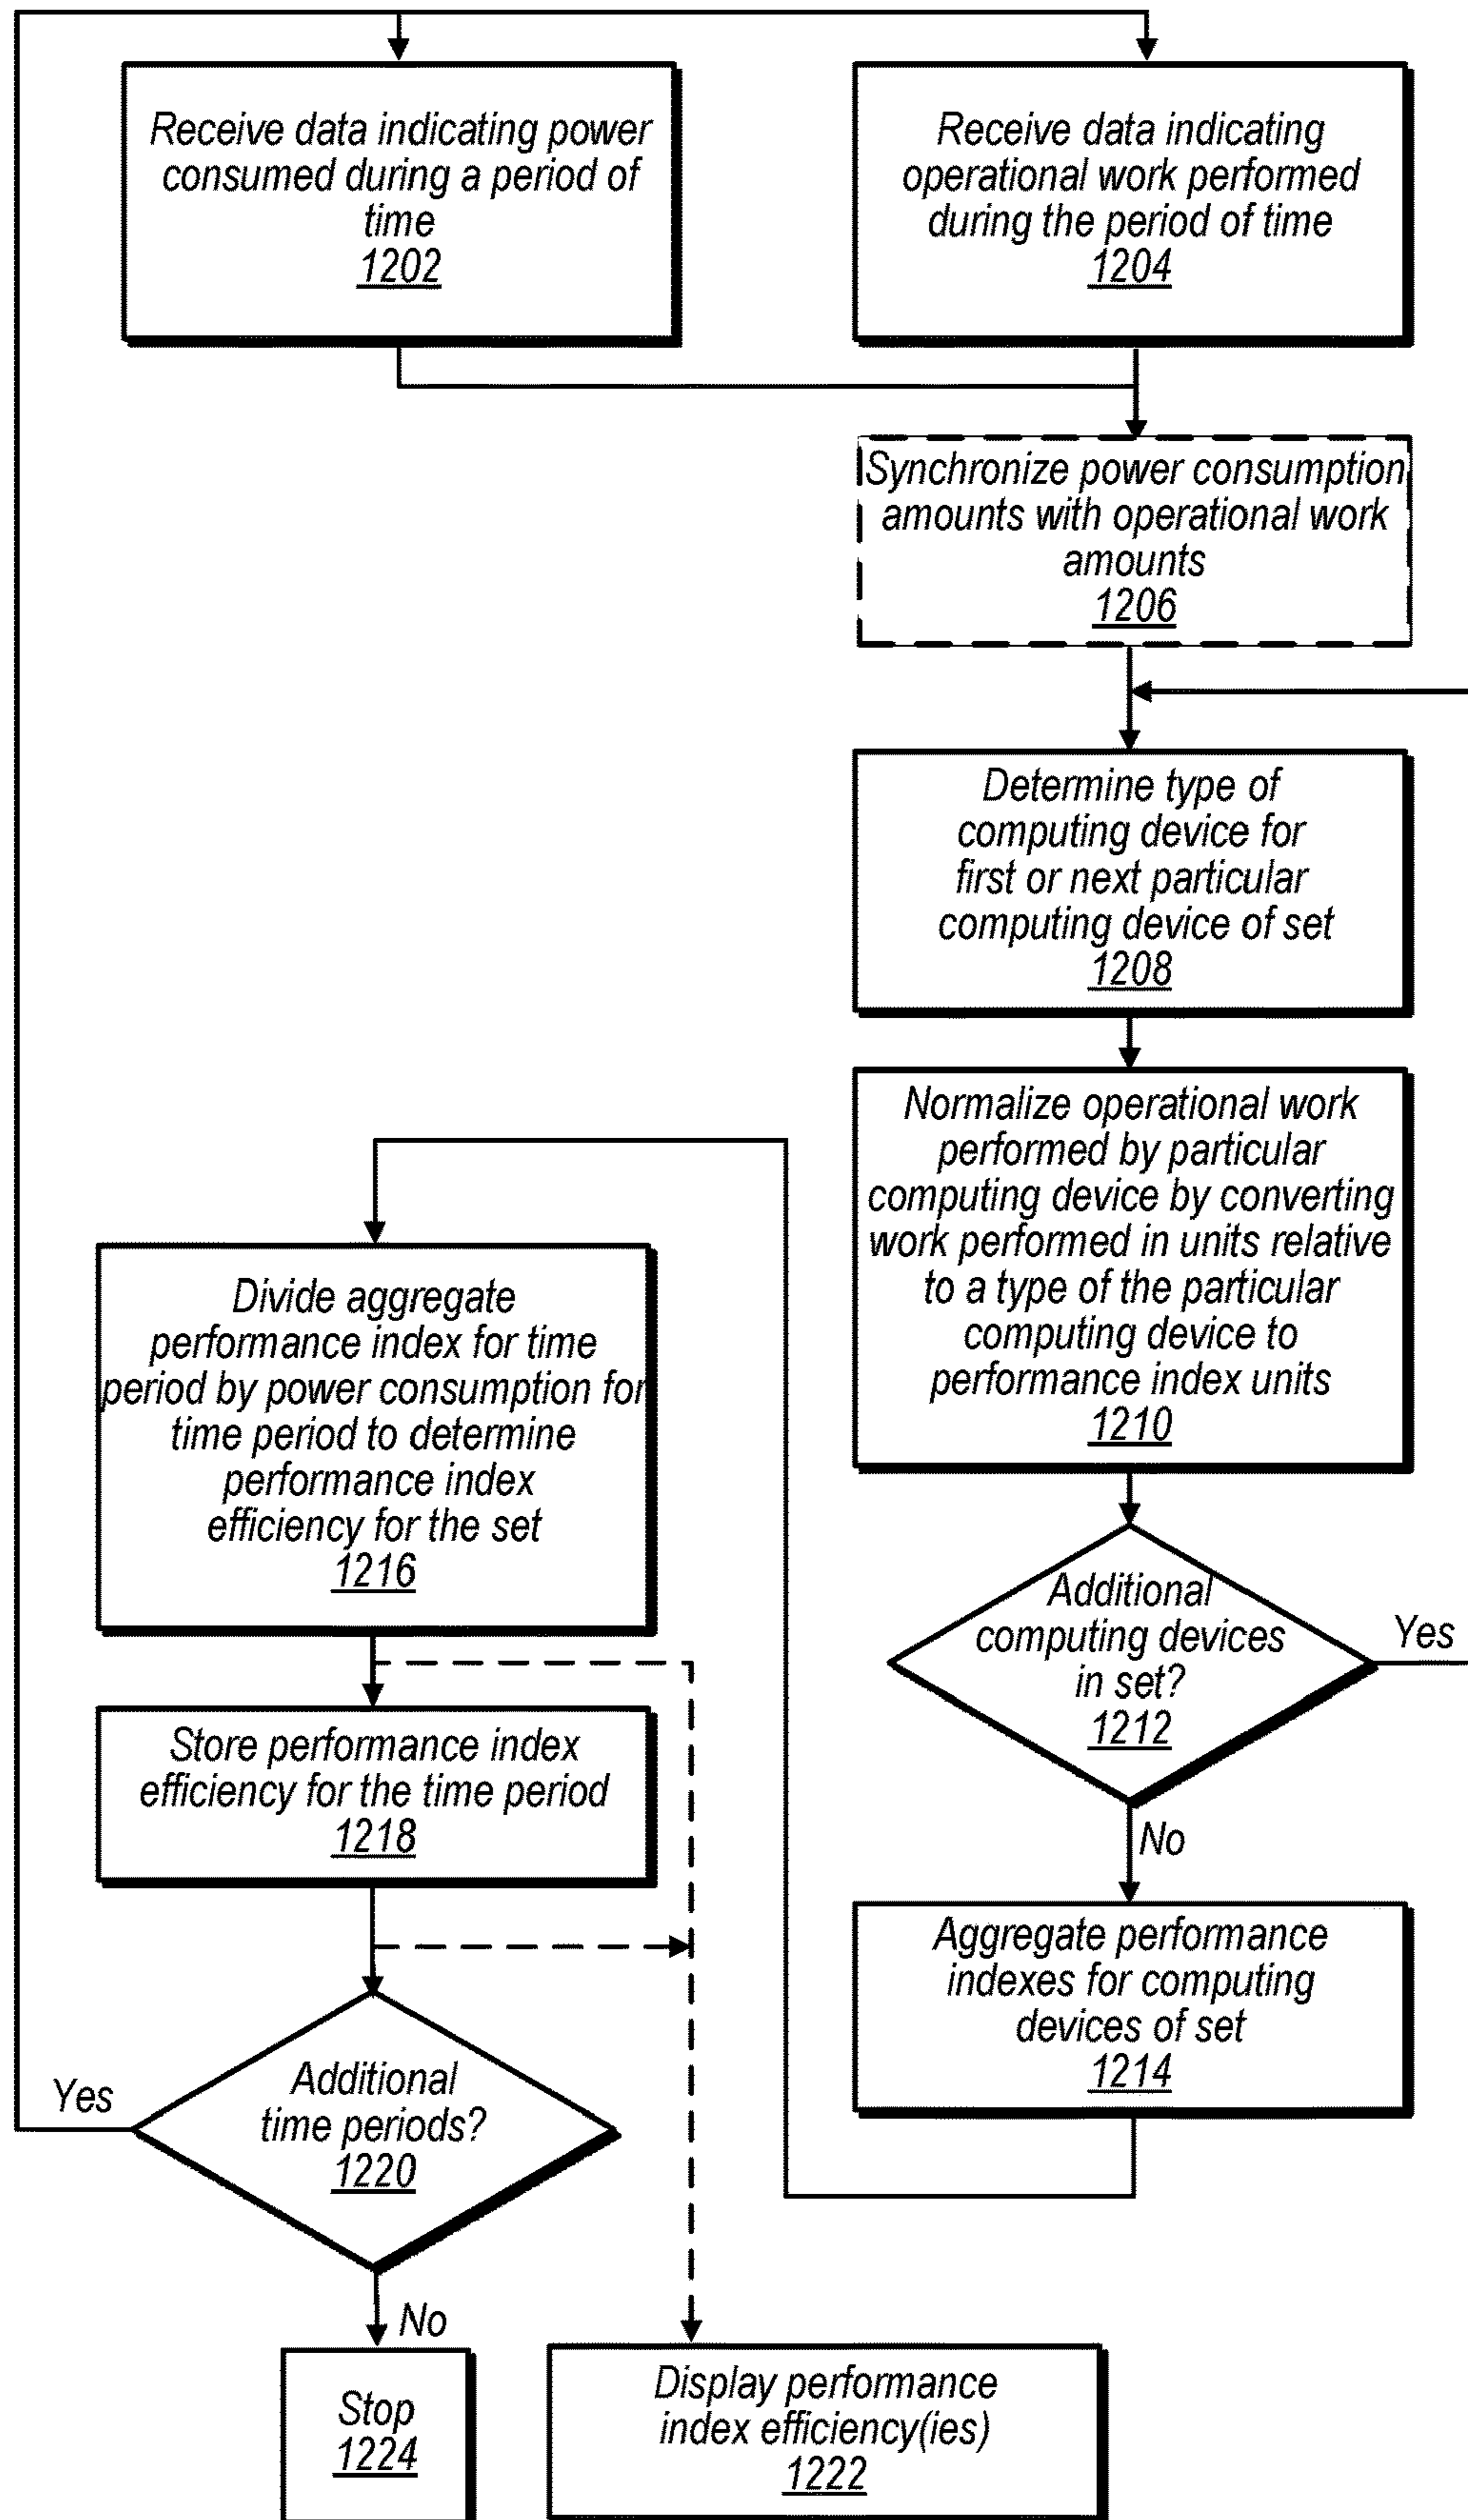 Receive data indicating power
consumed during a period of
time
1202
Receive data indicating
operational work performed
during the period of time
1204
Synchronize power consumption
amounts with operational work
amounts
1206
Determine type of
computing device for
first or next particular
computing device of set
1208
Normalize operational work
performed by particular
computing device by converting
work performed in units relative
to a type of the particular
computing device to
performance index units
1210
Additional
computing devices
in set?
1212
Yes
No
Aggregate performance
indexes for computing
devices of set
1214
Divide aggregate
performance index for time
period by power consumption for
time period to determine
performance index
efficiency for the set
1216
Store performance index
efficiency for the time period
1218
Additional
time periods?
1220
Yes
No
Stop
1224
Display performance
index efficiency(ies)
1222